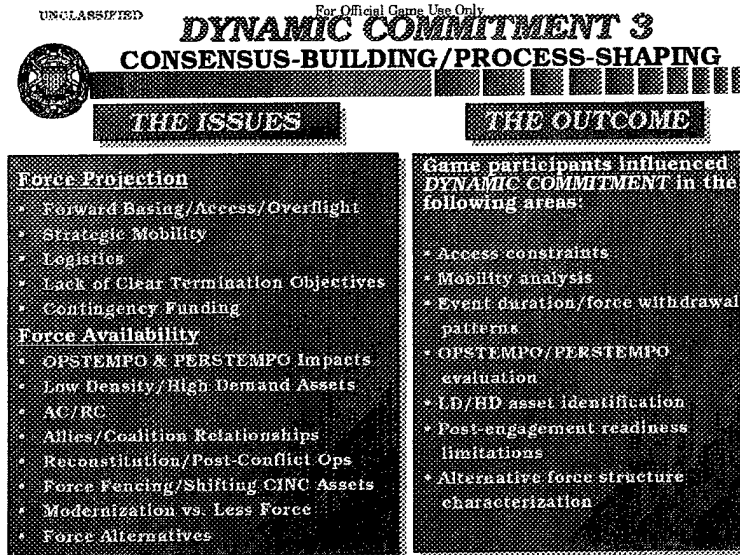 UNCLASSIFIED
For Official Game Use Only
DYNAMIC COMMITMENT 3
CONSENSUS-BUILDING/PROCESS-SHAPING
THE ISSUES
Force Projection
• Forward Basing/Access/Overflight
• Strategic Mobility
• Logistics
• Lack of Clear Termination Objectives
• Contingency Funding
Force Availability
• OPSTEMPO & PERSTEMPO Impacts
• Low Density/High Demand Assets
• AC/RC
• Allies/Coalition Relationships
• Reconstitution/Post-Conflict Ops
• Force Fencing/Shifting CINC Assets
• Modernization vs. Less Force
• Force Alternatives
THE OUTCOME
Game participants influenced
DYNAMIC COMMITMENT in the
following areas:
• Access constraints
• Mobility analysis
• Event duration/force withdrawal
patterns
• OPSTEMPO/PERSTEMPO
evaluation
• LD/HD asset identification
• Post-engagement readiness
limitations
• Alternative force structure
characterization